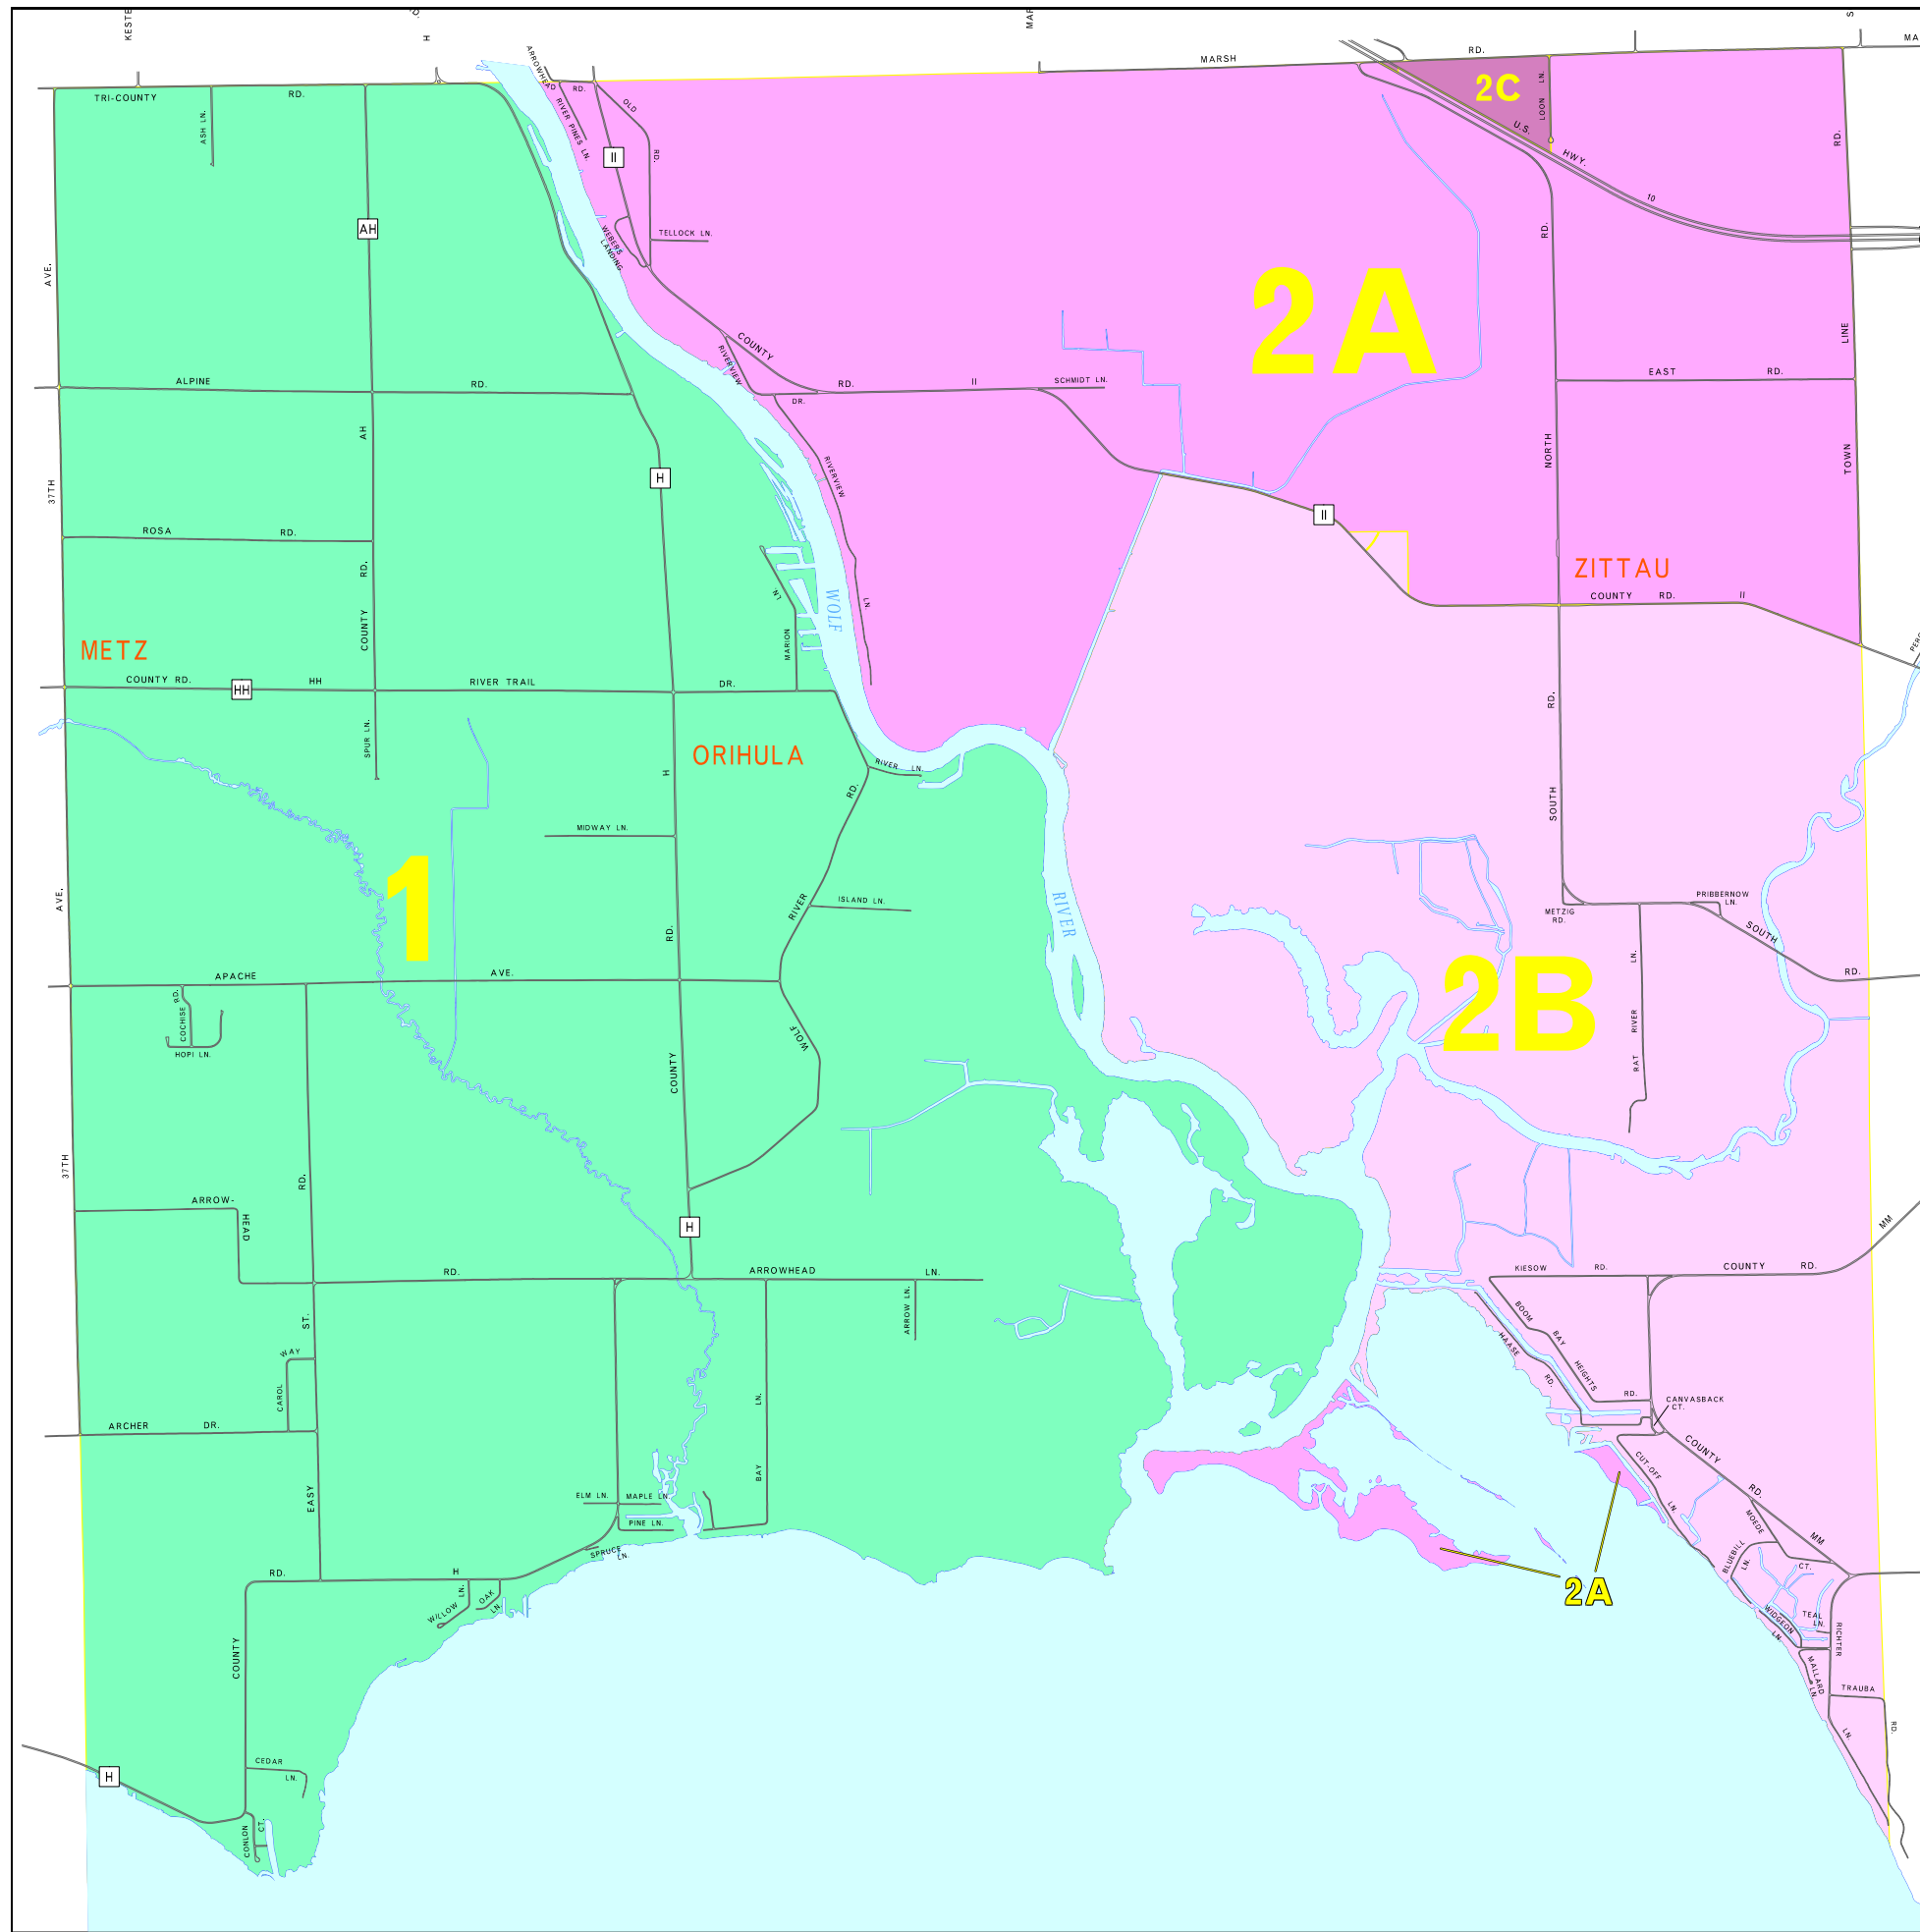 H
MARSH
RD.
TRI-COUNTY
RD.
ARROWHEAD
RD.
OLD
RD.
2C
LOON LN.
ASH LN.
RIVER PINES LN.
II
U.S.
HWY.
10
RD.
AH
WEBERS
LANDING
TELLOCK LN.
RD.
AVE.
2A
COUNTY
RD.
II
SCHMIDT LN.
RIVERVIEW
DR.
LINE
EAST
RD.
ALPINE
RD.
AH
H
RIVERVIEW
LN.
NORTH
TOWN
37TH
II
ROSA
RD.
RD.
ZITTAU
COUNTY
RD.
II
LN.
MARION
WOLF
COUNTY
METZ
COUNTY RD.
HH
HH
RIVER TRAIL
DR.
RD.
SPUR LN.
ORIHULA
H
RIVER LN.
RD.
SOUTH
MIDWAY LN.
1
AVE.
RIVER
ISLAND LN.
RIVER
RD.
METZIG
RD.
PRIBBERNOW
LN.
SOUTH
RD.
2B
LN.
RIVER
RAT
APACHE
AVE.
COCHISE RD.
HOPI LN.
WOLF
COUNTY
37TH
RD.
ARROW-
HEAD
H
MM
RD.
ARROWHEAD
LN.
KIESOW
RD.
COUNTY
RD.
ARROW LN.
ST.
BOOM
BAY
HEIGHTS
RD.
HAASE
RD.
WAY
CAROL
CANVASBACK
CT.
ARCHER
DR.
LN.
BAY
COUNTY
RD.
MM
CUT-OFF
LN.
EASY
ELM LN.
MAPLE LN.
PINE LN.
SPRUCE
LN.
MOEDE
CT.
BLUEBILL
LN.
RD.
H
WILLOW
LN.
OAK
LN.
2A
WIDGEON
LN.
TEAL
LN.
RICHTER
LN.
MALLARD
LN.
TRAUBA
RD.
COUNTY
CEDAR
LN.
H
CONLON
CT.